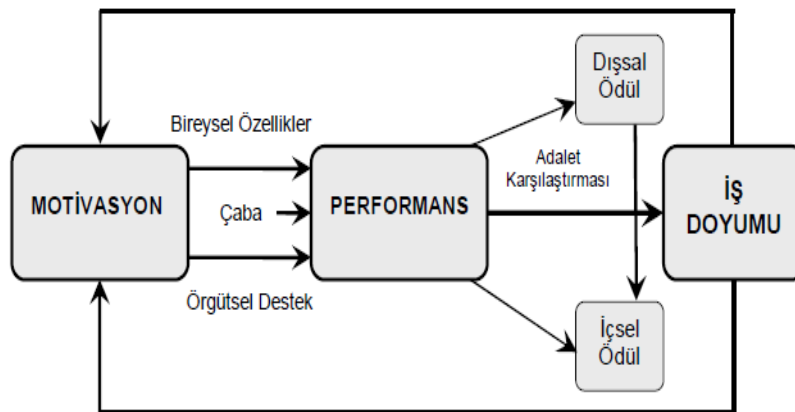 Dışsal
Ödül
Bireysel Özellikler
Adalet
Karşılaştırması
MOTİVASYON
Çaba
PERFORMANS
İŞ
DOYUMU
Örgütsel Destek
İçsel
Ödül